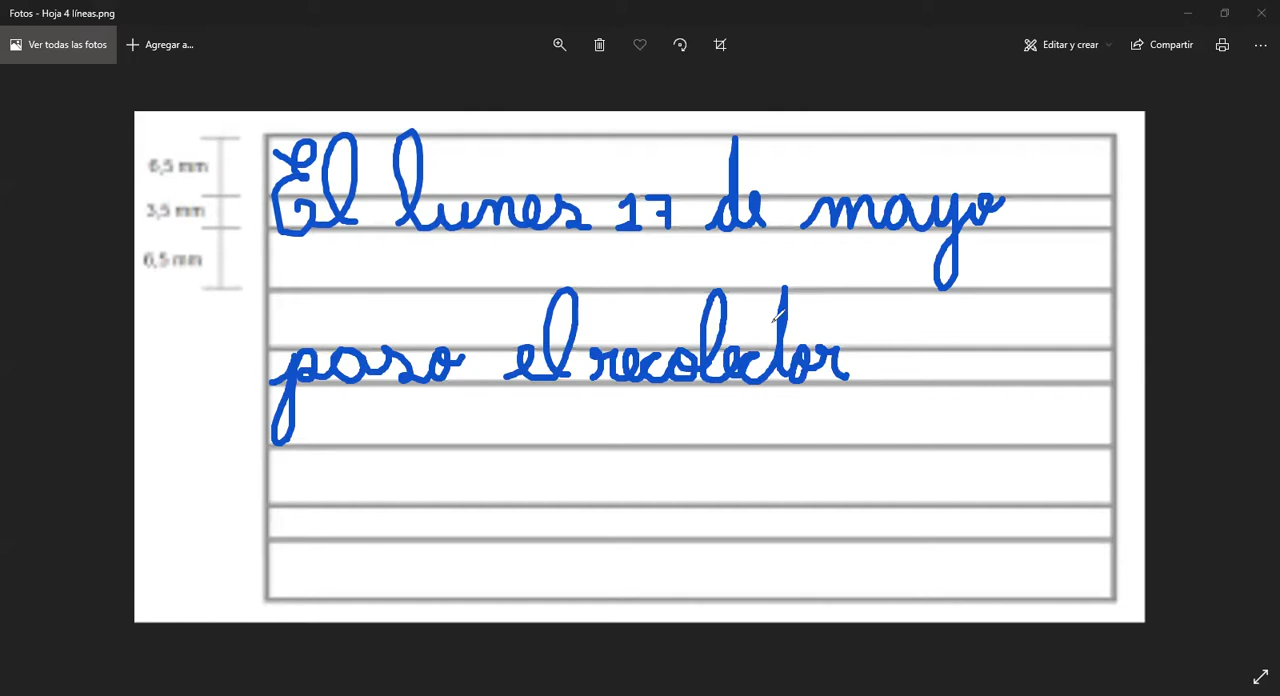 Fotos - Hoja 4 líneas.png
Ver todas las fotos Agregar a... Editar y crear Compartir
6,5 mm
El lunes 17 de mayo
3,5 mm
6,5 mm
paso el recolector